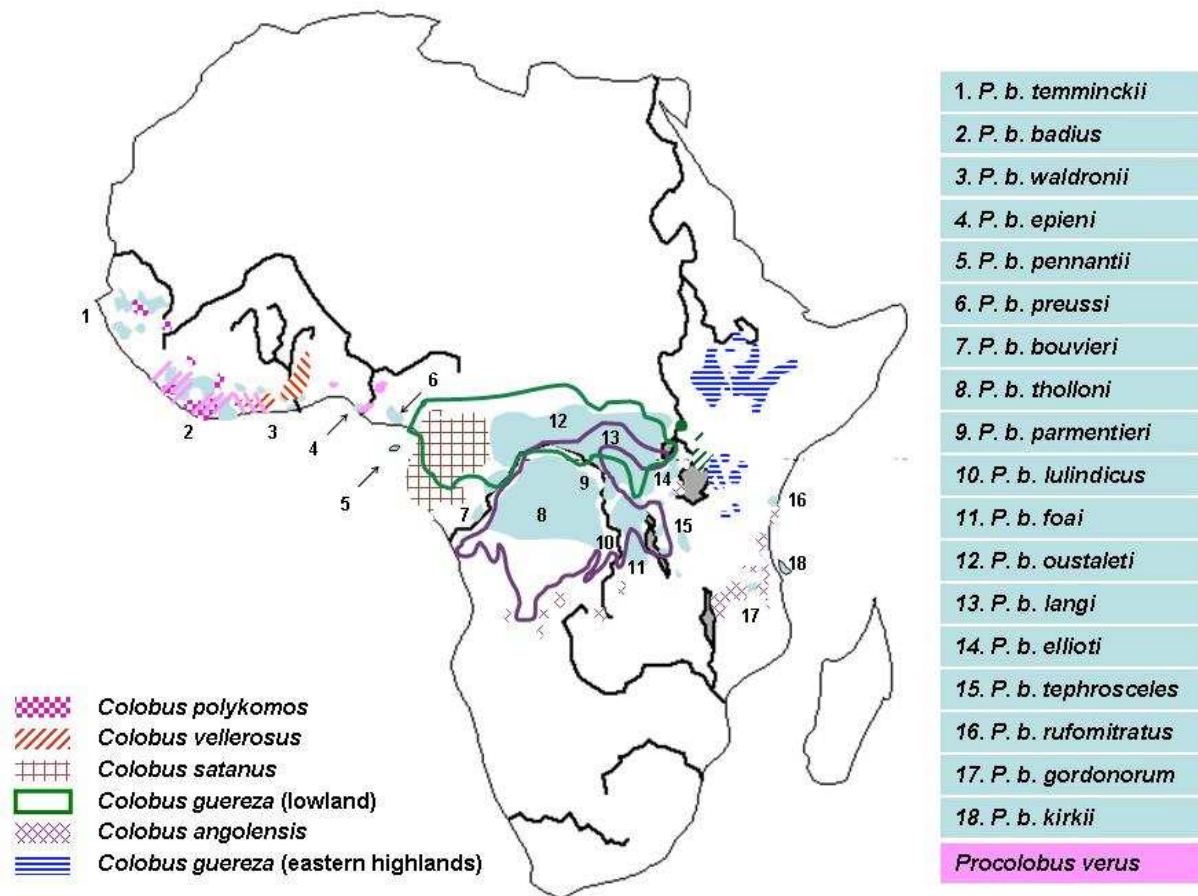 1
2
3
4
5
6
7
8
9
10
11
12
13
14
15
16
17
18
Colobus polykomos
Colobus vellerosus
Colobus satanus
Colobus guereza (lowland)
Colobus angolensis
Colobus guereza (eastern highlands)
1. P. b. temminckii
2. P. b. badius
3. P. b. waldronii
4. P. b. epieni
5. P. b. pennantii
6. P. b. preussi
7. P. b. bouvieri
8. P. b. tholloni
9. P. b. parmentieri
10. P. b. lulindicus
11. P. b. foai
12. P. b. oustaleti
13. P. b. langi
14. P. b. ellioti
15. P. b. tephrosceles
16. P. b. rufomitratus
17. P. b. gordonorum
18. P. b. kirkii
Procolobus verus